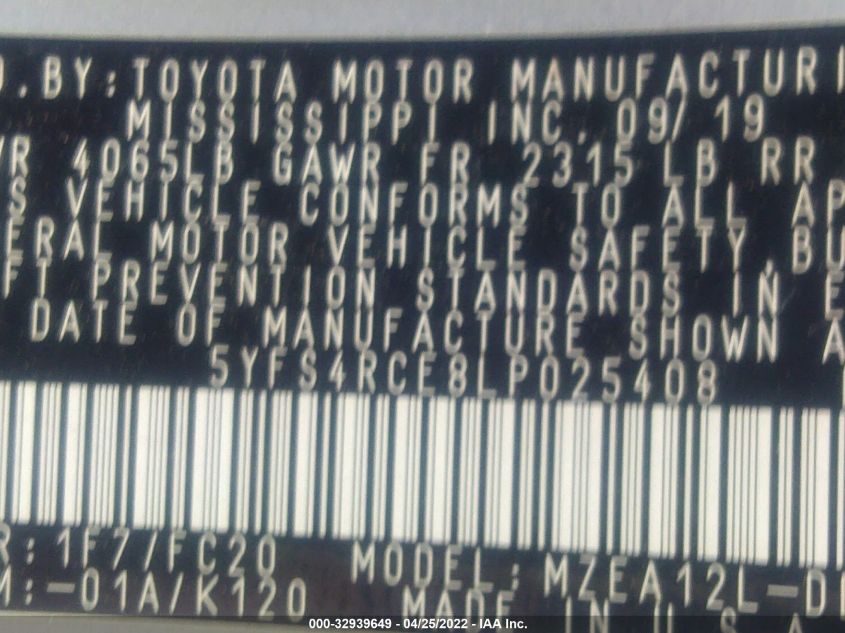 .BY:TOYOTA MOTOR MANUFACTURI
MISSISSIPPI INC. 09/19
4065LB GAWR FR 2315 LB RR
S VEHICLE CONFORMS TO ALL AP
ERAL MOTOR VEHICLE SAFETY,BU
FT PREVENTION STANDARDS IN E
DATE OF MANUFACTURE SHOWN A
5YFS4RCE8LP025408
R:1F7/FC20 MODEL:MZEA12L-D
M:-01A/K120 MADE IN U.S.A
000-32939649 - 04/25/2022 - IAA Inc.